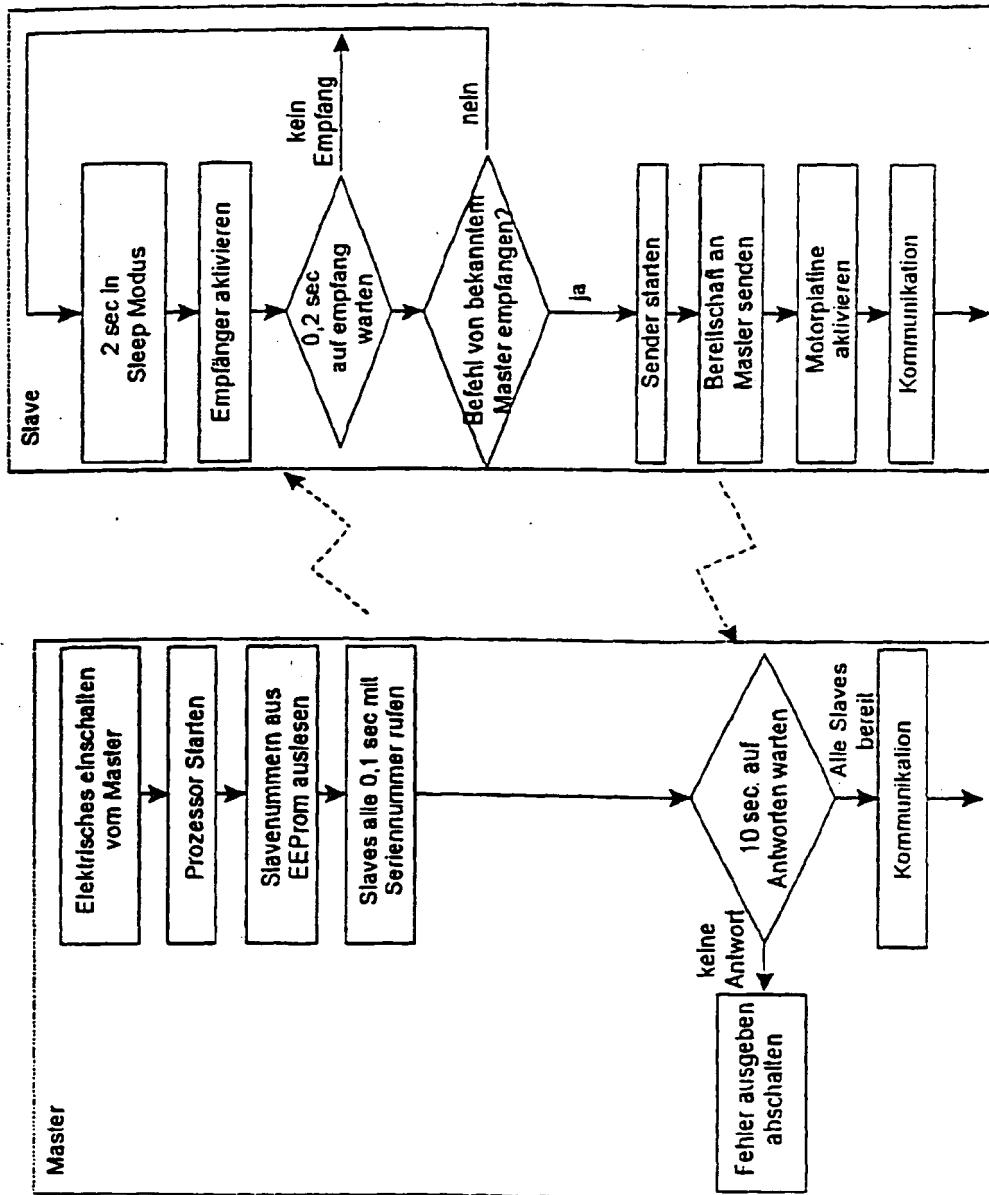 Master
Elektrisches einschalten
vom Master
Prozessor Starten
Slavenummern aus
EEProm auslesen
Slaves alle 0,1 sec mit
Seriennummer rufen
10 sec. auf
Antworten warten
keine
Antwort
Fehler ausgeben
abschalten
Alle Slaves
bereit
Kommunikation
Slave
2 sec in
Sleep Modus
Empfänger aktivieren
0,2 sec
auf empfang
warten
kein
Empfang
Befehl von bekanntem
Master empfangen?
nein
ja
Sender starten
Bereitschaft an
Master senden
Motorplatine
aktivieren
Kommunikation